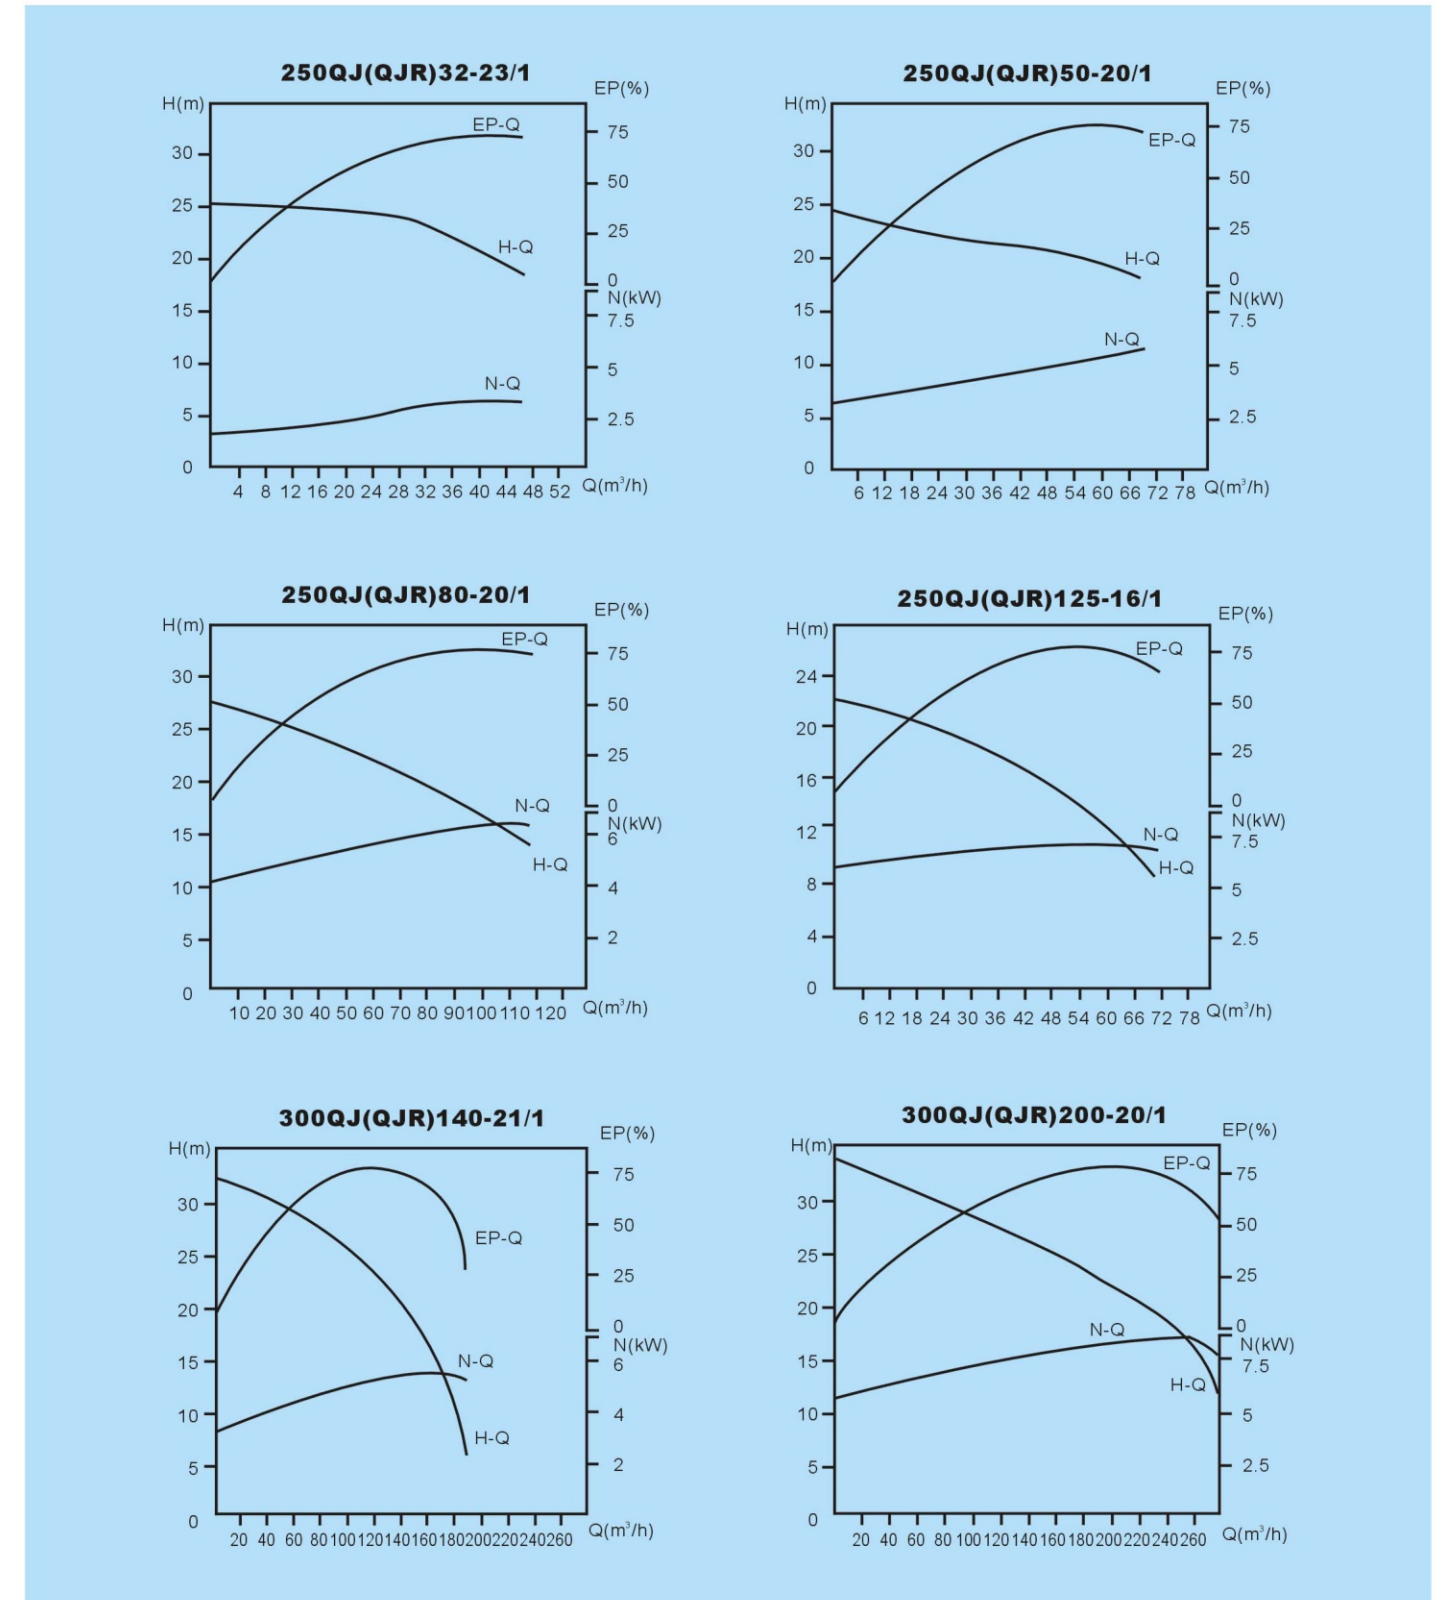 250QJ(QJR)32-23/1
EP(%)
H(m)
EP-Q
75
30
50
25
25
H-Q
20
0
N(kW)
15
7.5
10
5
N-Q
5
2.5
0
4 8 12 16 20 24 28 32 36 40 44 48 52 Q(m³/h)
250QJ(QJR)50-20/1
EP(%)
H(m)
75
EP-Q
30
50
25
25
H-Q
20
0
N(kW)
15
7.5
N-Q
10
5
5
2.5
0
6 12 18 24 30 36 42 48 54 60 66 72 78 Q(m³/h)
250QJ(QJR)80-20/1
EP(%)
H(m)
EP-Q
75
30
50
25
25
20
0
N-Q
N(kW)
15
6
H-Q
10
4
5
2
0
10 20 30 40 50 60 70 80 90 100 110 120 Q(m³/h)
250QJ(QJR)125-16/1
EP(%)
H(m)
EP-Q
75
24
50
20
25
16
0
N(kW)
12
N-Q
7.5
H-Q
8
5
4
2.5
0
6 12 18 24 30 36 42 48 54 60 66 72 78 Q(m³/h)
300QJ(QJR)140-21/1
EP(%)
H(m)
75
30
50
EP-Q
25
25
20
0
N(kW)
15
N-Q
6
10
4
H-Q
5
2
0
20 40 60 80 100 120 140 160 180 200 220 240 260 Q(m³/h)
300QJ(QJR)200-20/1
EP(%)
H(m)
EP-Q
75
30
50
25
25
20
0
N-Q
N(kW)
15
7.5
H-Q
10
5
5
2.5
0
20 40 60 80 100 120 140 160 180 200 220 240 260 Q(m³/h)